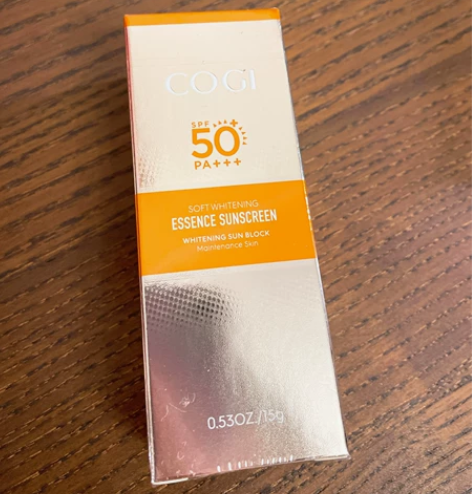 COGI
SPF
50
PA+++
SOFT WHITENING
ESSENCE SUNSCREEN
WHITENING SUN BLOCK
Maintenance Skin
0.53OZ./15g